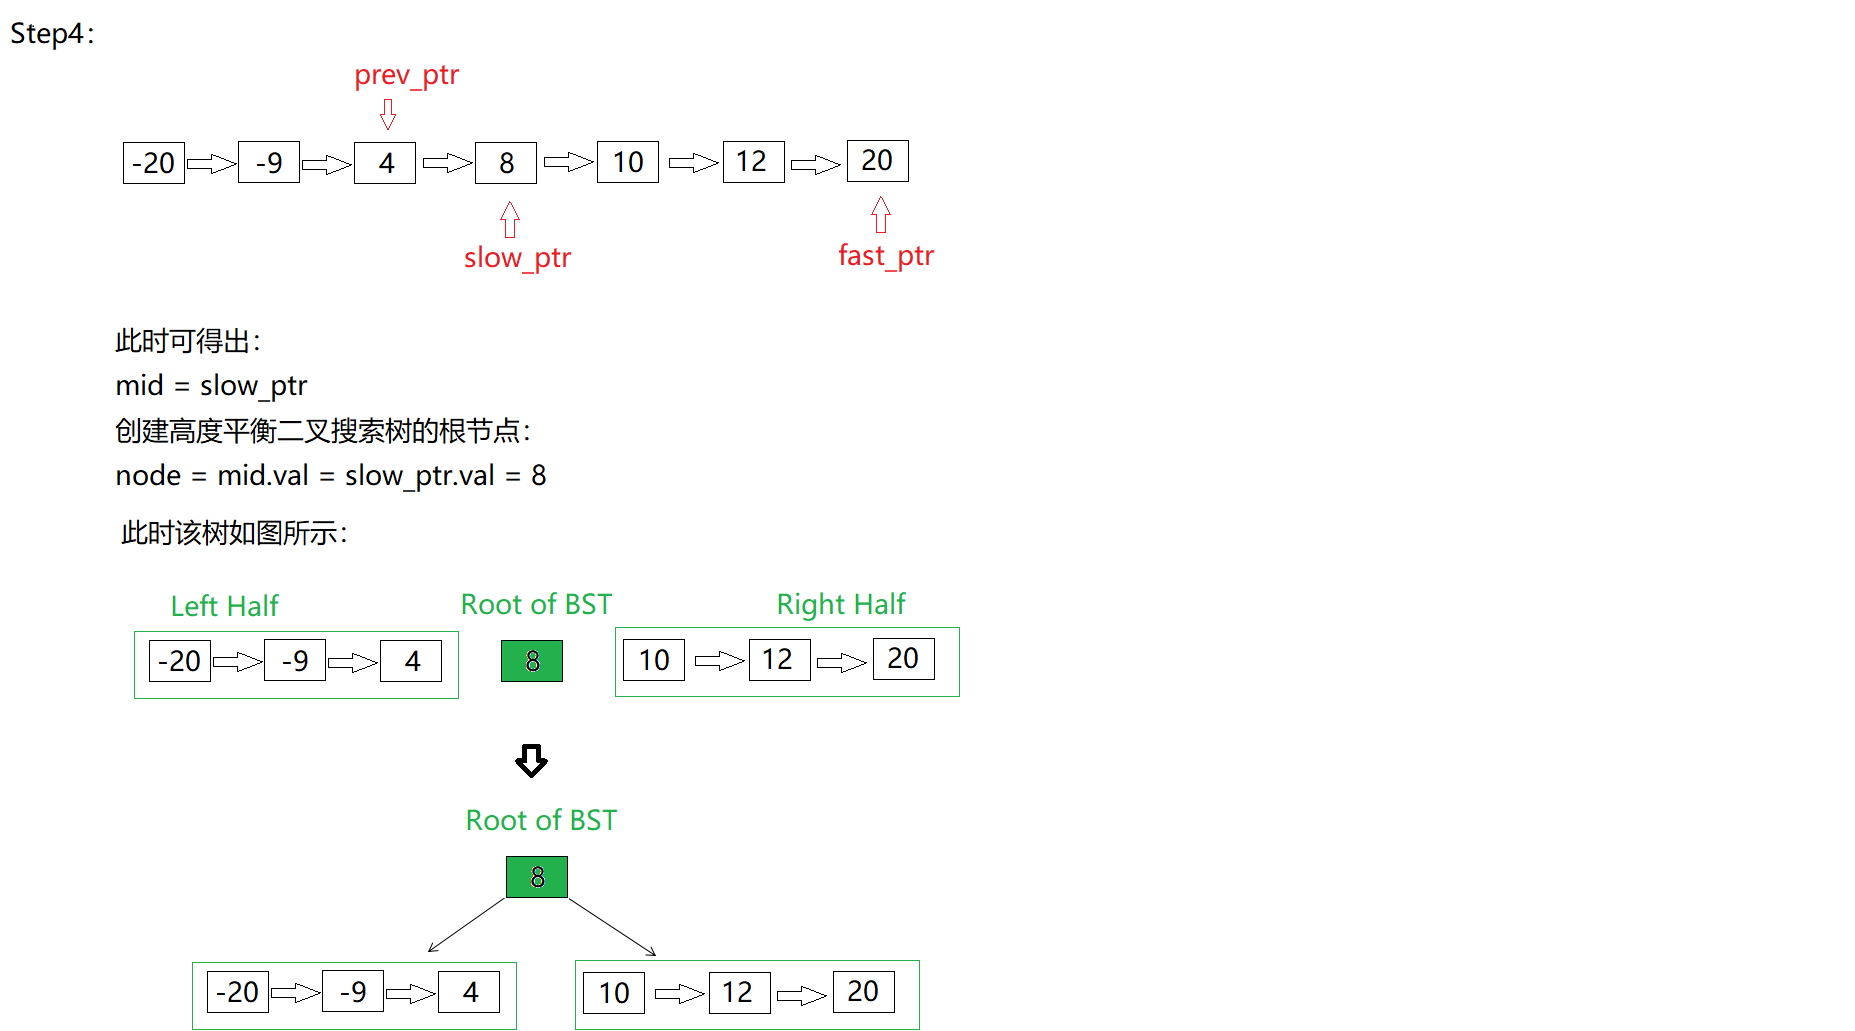 Step4：
prev_ptr
-20 -9 4 8 10 12 20
slow_ptr fast_ptr
此时可得出：
mid = slow_ptr
创建高度平衡二叉搜索树的根节点：
node = mid.val = slow_ptr.val = 8
此时该树如图所示：
Left Half Root of BST Right Half
-20 -9 4 8 10 12 20
Root of BST
8
-20 -9 4 10 12 20